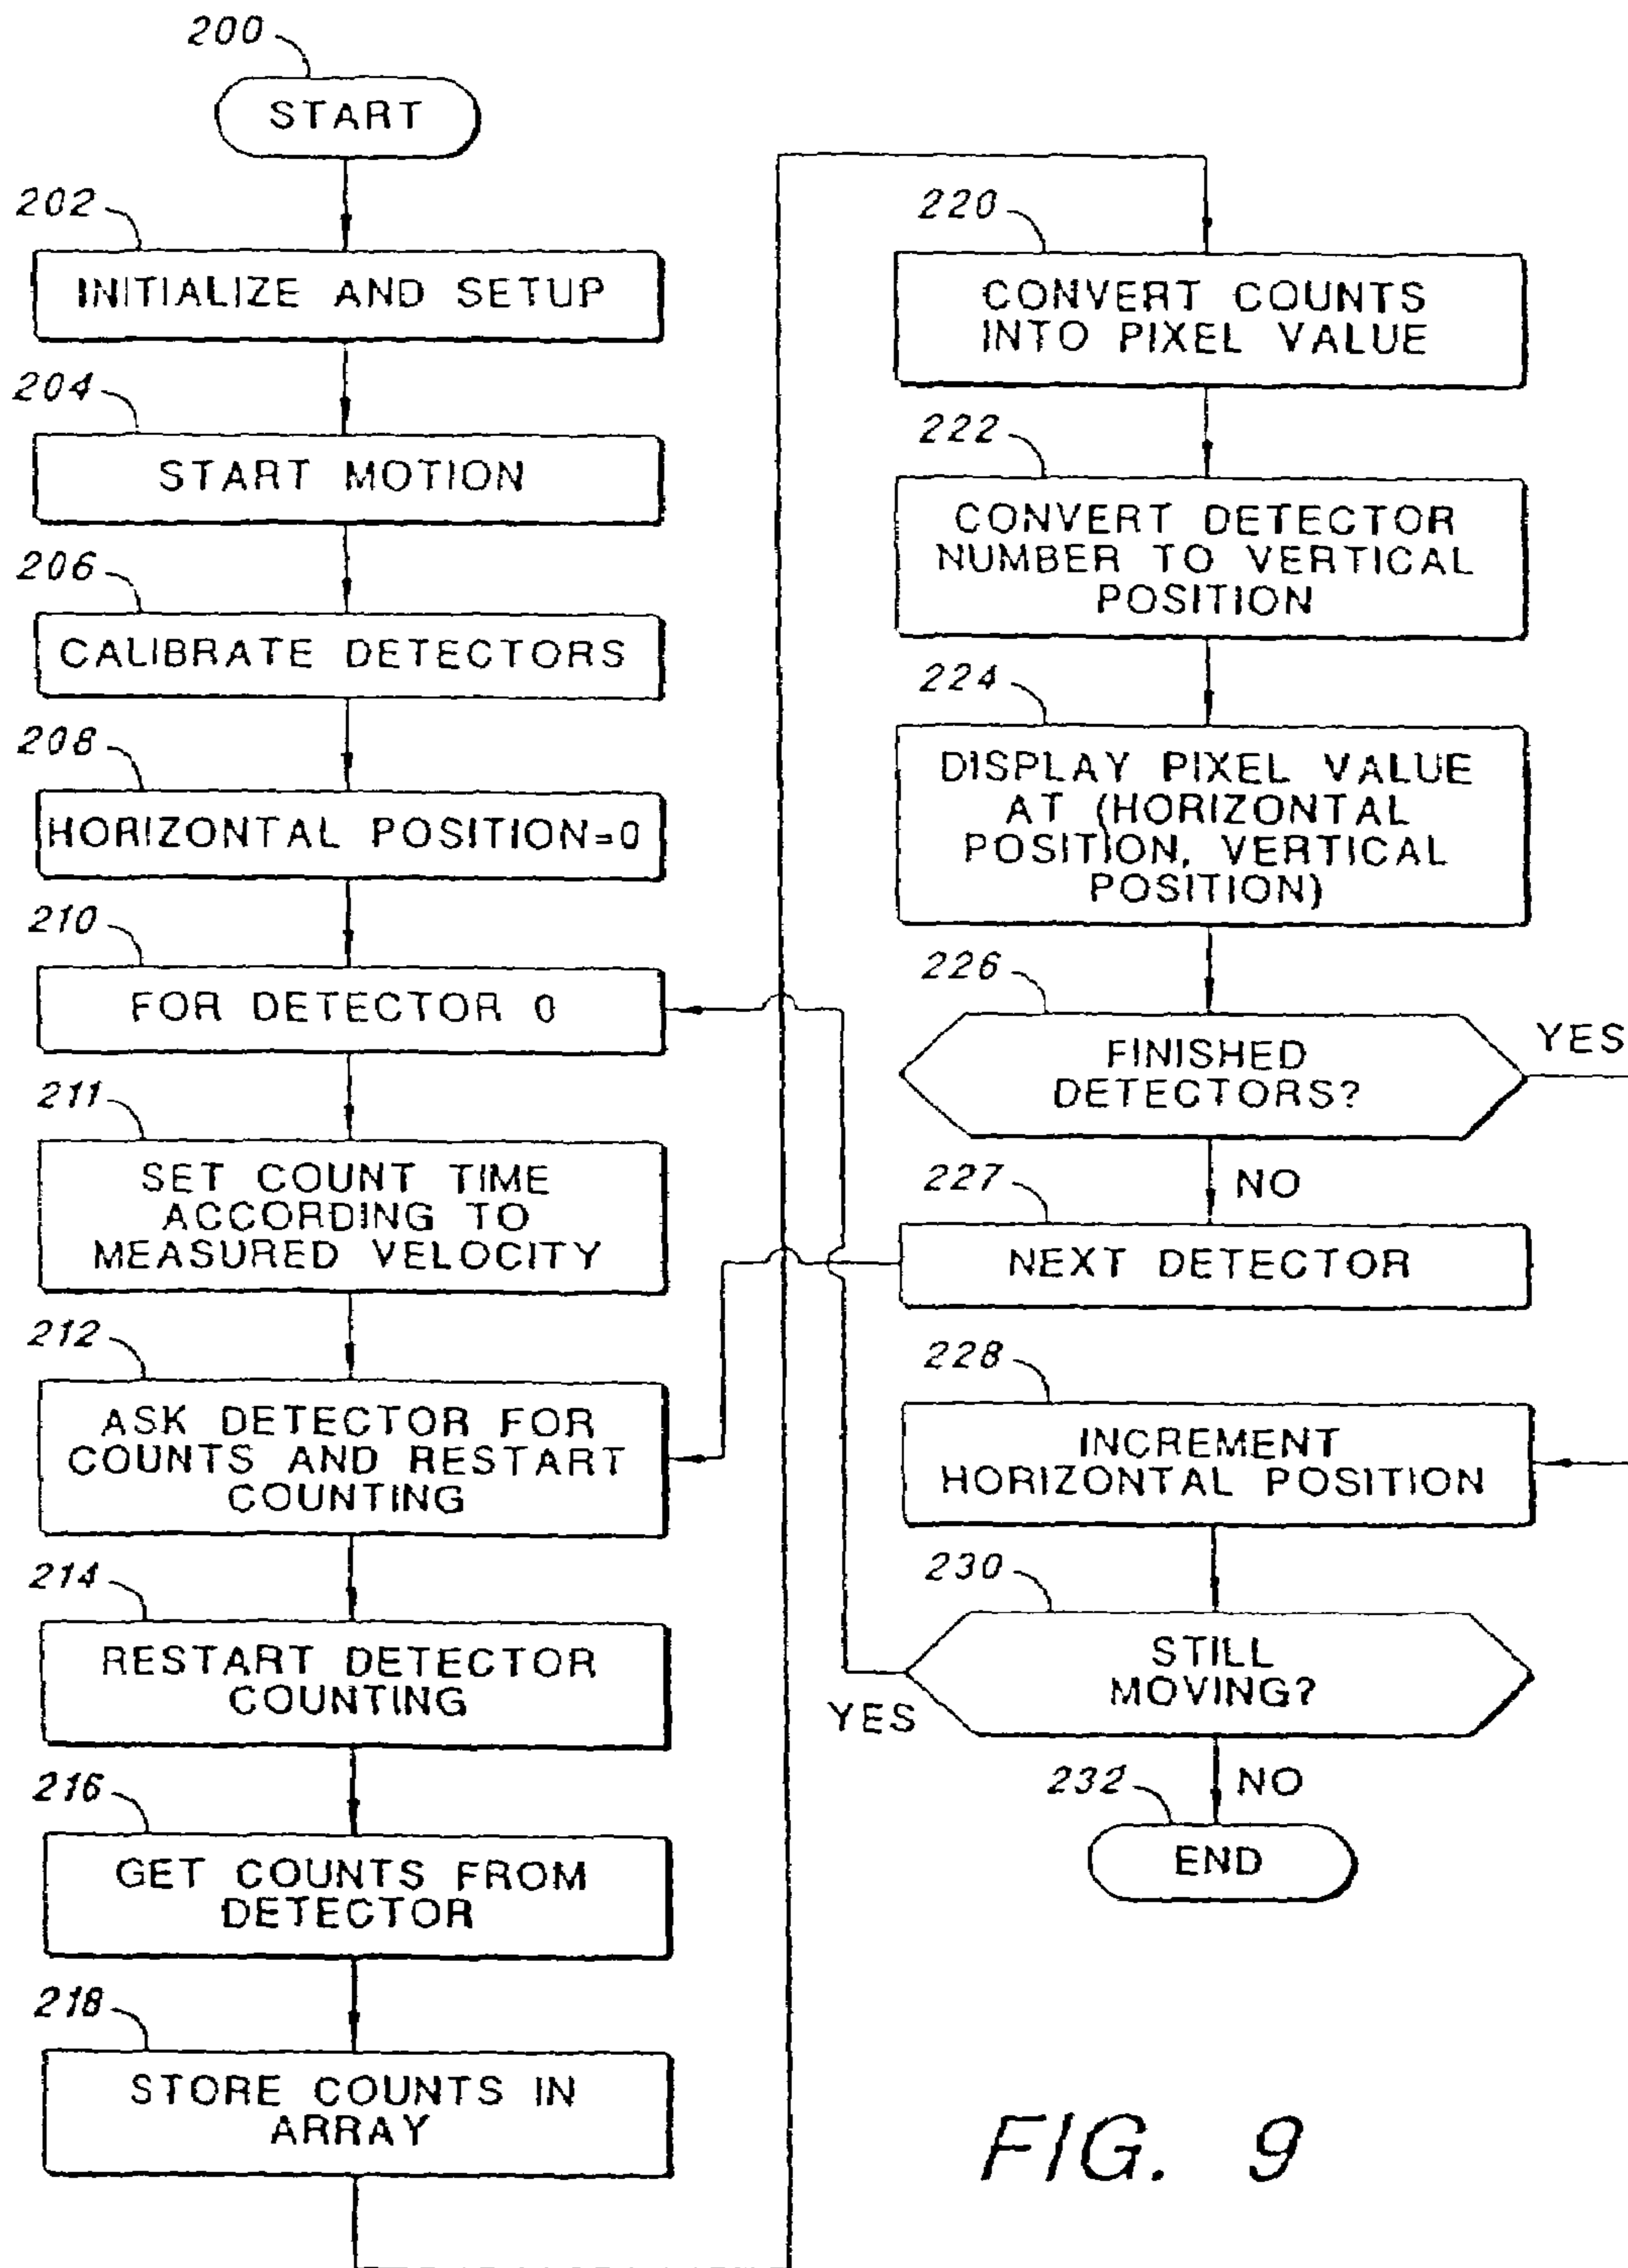 200
START
202
INITIALIZE AND SETUP
204
START MOTION
206
CALIBRATE DETECTORS
208
HORIZONTAL POSITION=0
210
FOR DETECTOR 0
211
SET COUNT TIME
ACCORDING TO
MEASURED VELOCITY
212
ASK DETECTOR FOR
COUNTS AND RESTART
COUNTING
214
RESTART DETECTOR
COUNTING
216
GET COUNTS FROM
DETECTOR
218
STORE COUNTS IN
ARRAY
220
CONVERT COUNTS
INTO PIXEL VALUE
222
CONVERT DETECTOR
NUMBER TO VERTICAL
POSITION
224
DISPLAY PIXEL VALUE
AT (HORIZONTAL
POSITION, VERTICAL
POSITION)
226
FINISHED
DETECTORS?
YES
NO
227
NEXT DETECTOR
228
INCREMENT
HORIZONTAL POSITION
230
STILL
MOVING?
YES
NO
232
END
FIG. 9